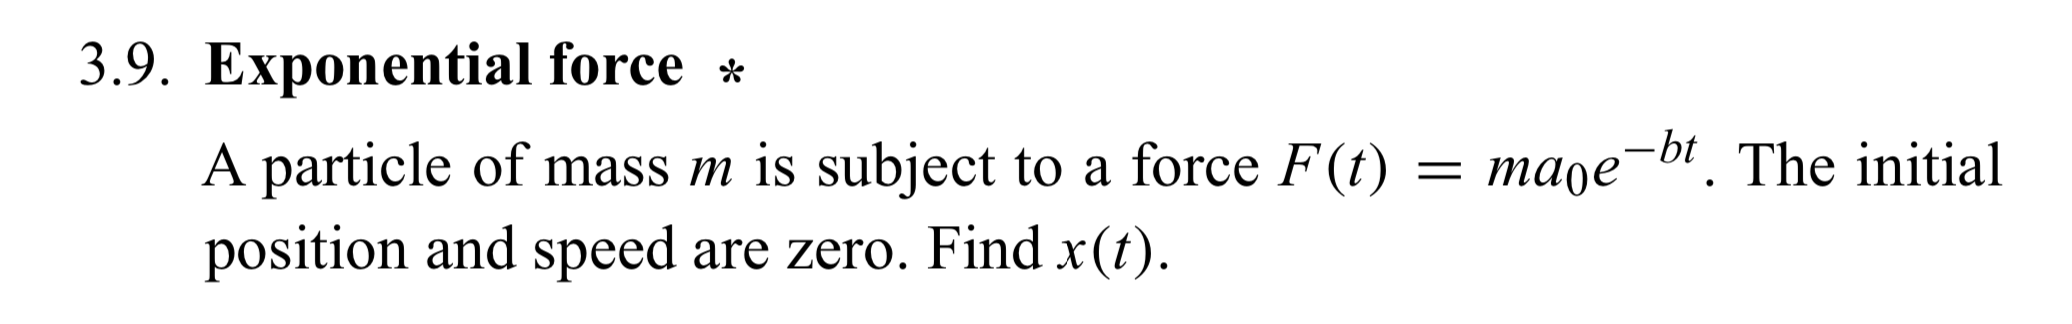 3.9. Exponential force *
A particle of mass m is subject to a force F(t) = ma₀e⁻ᵇᵗ. The initial
position and speed are zero. Find x(t).